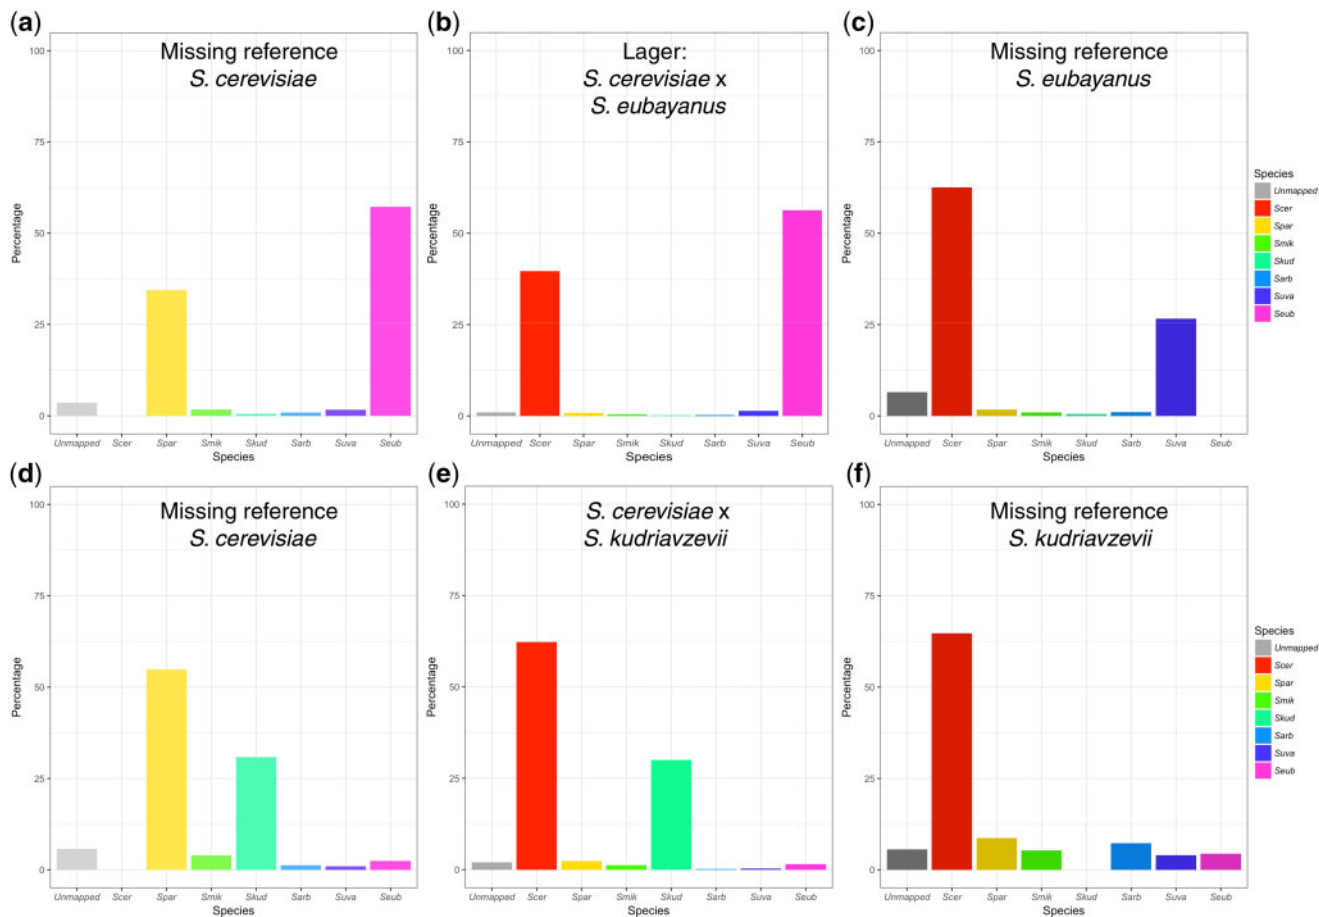 (a)
Missing reference
S. cerevisiae
100
75
50
25
0
Percentage
Unmapped Scer Spar Smik Skud Sarb Suva Seub
Species
(b)
Lager:
S. cerevisiae x
S. eubayanus
100
75
50
25
0
Percentage
Unmapped Scer Spar Smik Skud Sarb Suva Seub
Species
(c)
Missing reference
S. eubayanus
100
75
50
25
0
Percentage
Unmapped Scer Spar Smik Skud Sarb Suva Seub
Species
Species
Unmapped
Scer
Spar
Smik
Skud
Sarb
Suva
Seub
(d)
Missing reference
S. cerevisiae
100
75
50
25
0
Percentage
Unmapped Scer Spar Smik Skud Sarb Suva Seub
Species
(e)
S. cerevisiae x
S. kudriavzevii
100
75
50
25
0
Percentage
Unmapped Scer Spar Smik Skud Sarb Suva Seub
Species
(f)
Missing reference
S. kudriavzevii
100
75
50
25
0
Percentage
Unmapped Scer Spar Smik Skud Sarb Suva Seub
Species
Species
Unmapped
Scer
Spar
Smik
Skud
Sarb
Suva
Seub